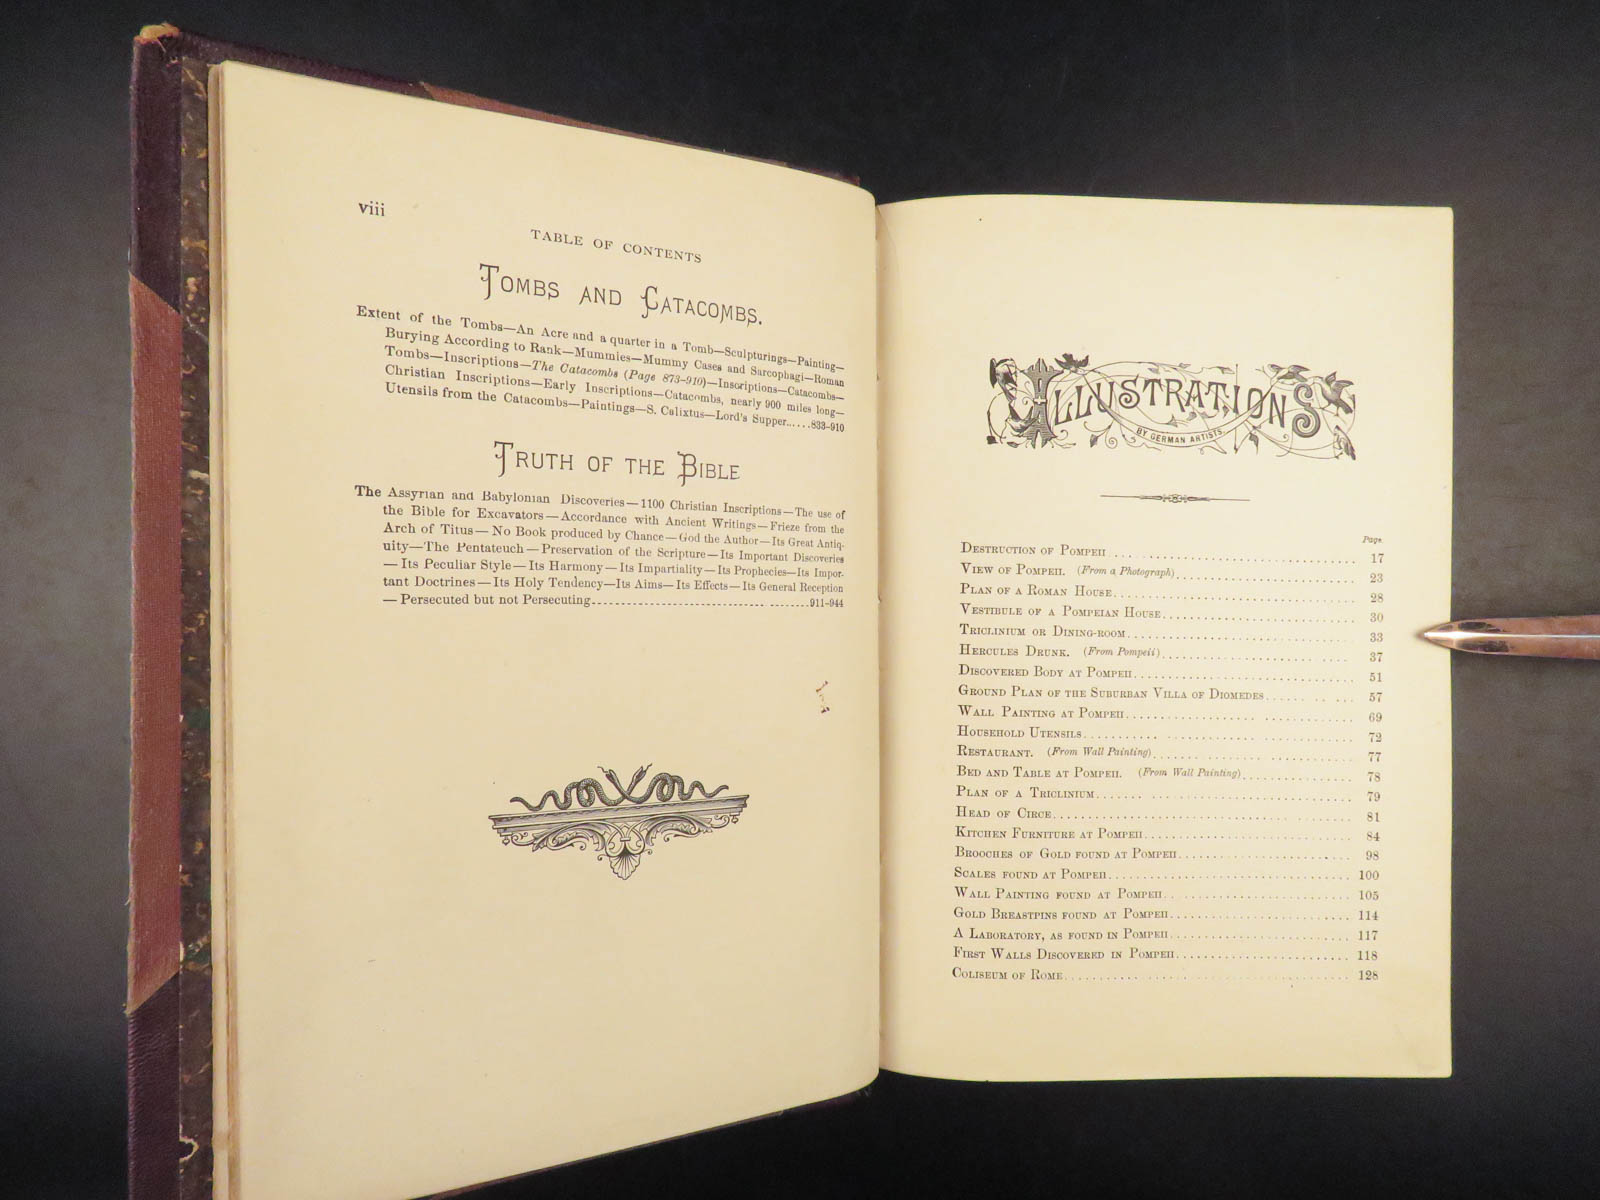 viii
TABLE OF CONTENTS
TOMBS AND CATACOMBS.
Extent of the Tombs—An Acre and a quarter in a Tomb—Sculpturings—Painting—
Burying According to Rank—Mummies—Mummy Cases and Sarcophagi—Roman
Tombs—Inscriptions—The Catacombs (Page 873-910)—Inscriptions—Catacombs—
Christian Inscriptions—Early Inscriptions—Catacombs, nearly 900 miles long—
Utensils from the Catacombs—Paintings—S. Calixtus—Lord's Supper......833-910
TRUTH OF THE BIBLE
The Assyrian and Babylonian Discoveries—1100 Christian Inscriptions—The use of
the Bible for Excavators—Accordance with Ancient Writings—Frieze from the
Arch of Titus—No Book produced by Chance—God the Author—Its Great Antiq-
uity—The Pentateuch—Preservation of the Scripture—Its Important Discoveries
—Its Peculiar Style—Its Harmony—Its Impartiality—Its Prophecies—Its Impor-
tant Doctrines—Its Holy Tendency—Its Aims—Its Effects—Its General Reception
—Persecuted but not Persecuting........911-944
ILLUSTRATIONS
BY GERMAN ARTISTS.
Page.
DESTRUCTION OF POMPEII........17
VIEW OF POMPEII. (From a Photograph)........23
PLAN OF A ROMAN HOUSE........28
VESTIBULE OF A POMPEIAN HOUSE........30
TRICLINIUM OR DINING-ROOM........33
HERCULES DRUNK. (From Pompeii)........37
DISCOVERED BODY AT POMPEII........51
GROUND PLAN OF THE SUBURBAN VILLA OF DIOMEDES........57
WALL PAINTING AT POMPEII........69
HOUSEHOLD UTENSILS........72
RESTAURANT. (From Wall Painting)........77
BED AND TABLE AT POMPEII. (From Wall Painting)........78
PLAN OF A TRICLINIUM........79
HEAD OF CIRCE........81
KITCHEN FURNITURE AT POMPEII........84
BROOCHES OF GOLD FOUND AT POMPEII........98
SCALES FOUND AT POMPEII........100
WALL PAINTING FOUND AT POMPEII........105
GOLD BREASTPINS FOUND AT POMPEII........114
A LABORATORY, AS FOUND IN POMPEII........117
FIRST WALLS DISCOVERED IN POMPEII........118
COLISEUM OF ROME........128